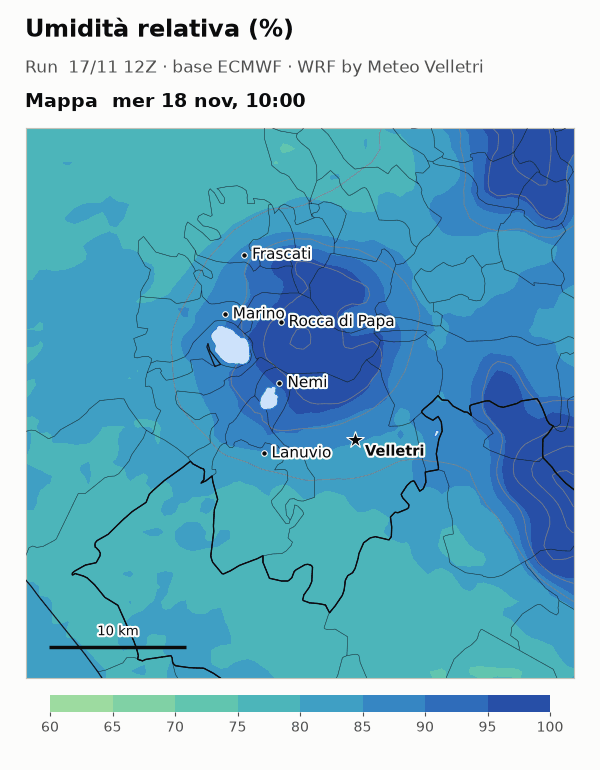 Umidità relativa (%)
Run  17/11 12Z · base ECMWF · WRF by Meteo Velletri
Mappa  mer 18 nov, 10:00
Frascati
Marino
Rocca di Papa
Nemi
Velletri
Lanuvio
10 km
60 65 70 75 80 85 90 95 100